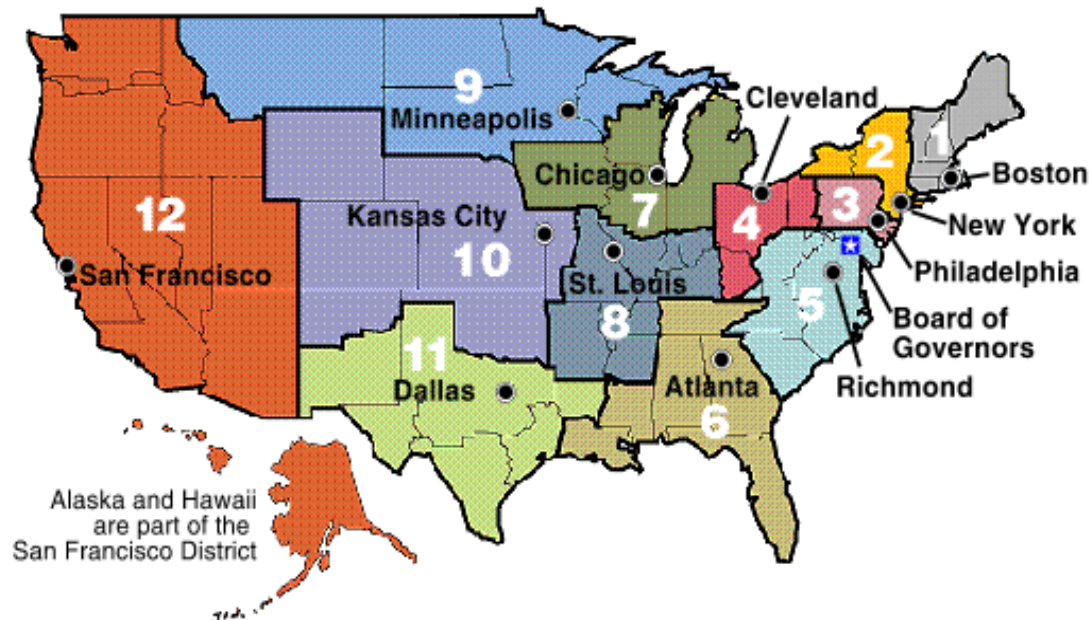 9
Minneapolis
Cleveland
2
1
Chicago
Boston
7
12
Kansas City
4
3
New York
10
San Francisco
St. Louis
Philadelphia
5
8
Board of
Governors
11
Dallas
Atlanta
Richmond
6
Alaska and Hawaii
are part of the
San Francisco District